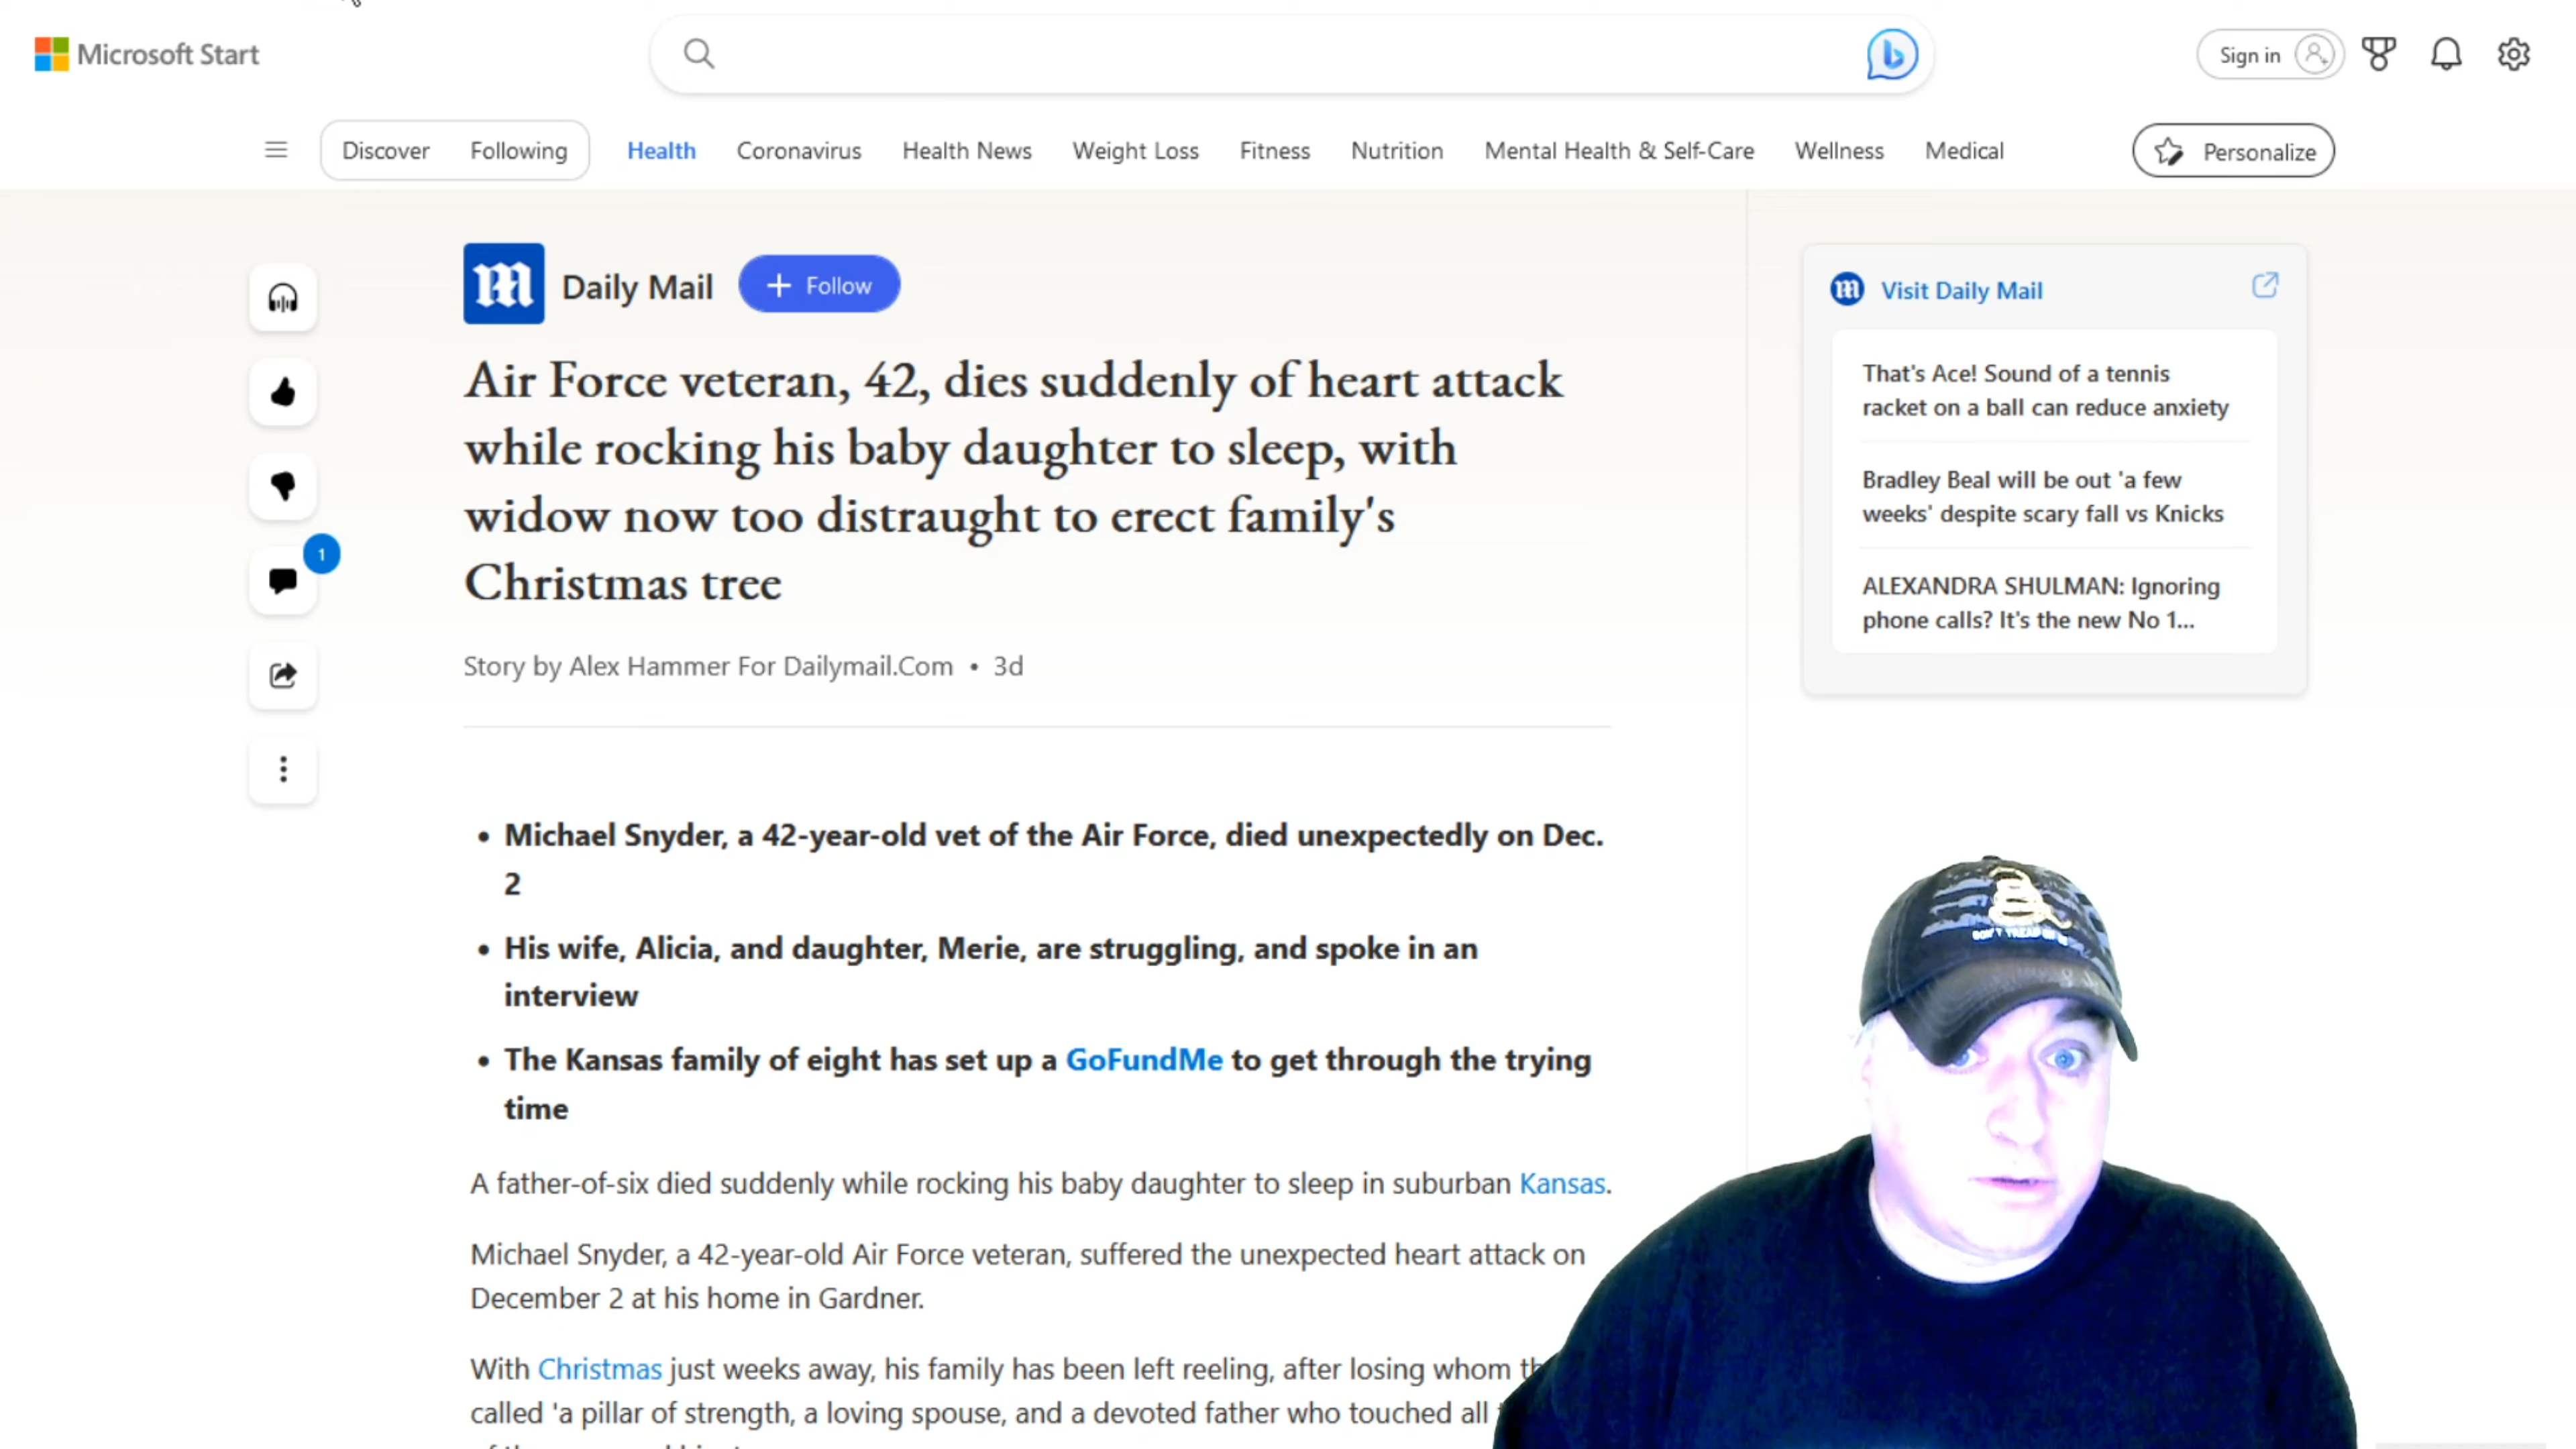 Microsoft Start
Sign in
Discover Following Health Coronavirus Health News Weight Loss Fitness Nutrition Mental Health & Self-Care Wellness Medical Personalize
Daily Mail + Follow
Air Force veteran, 42, dies suddenly of heart attack
while rocking his baby daughter to sleep, with
widow now too distraught to erect family's
Christmas tree
Story by Alex Hammer For Dailymail.Com • 3d
1
• Michael Snyder, a 42-year-old vet of the Air Force, died unexpectedly on Dec.
2
• His wife, Alicia, and daughter, Merie, are struggling, and spoke in an
interview
• The Kansas family of eight has set up a GoFundMe to get through the trying
time
A father-of-six died suddenly while rocking his baby daughter to sleep in suburban Kansas.
Michael Snyder, a 42-year-old Air Force veteran, suffered the unexpected heart attack on
December 2 at his home in Gardner.
With Christmas just weeks away, his family has been left reeling, after losing whom
called 'a pillar of strength, a loving spouse, and a devoted father who touched all
Visit Daily Mail
That's Ace! Sound of a tennis
racket on a ball can reduce anxiety
Bradley Beal will be out 'a few
weeks' despite scary fall vs Knicks
ALEXANDRA SHULMAN: Ignoring
phone calls? It's the new No 1...
DON'T TREAD ON ME